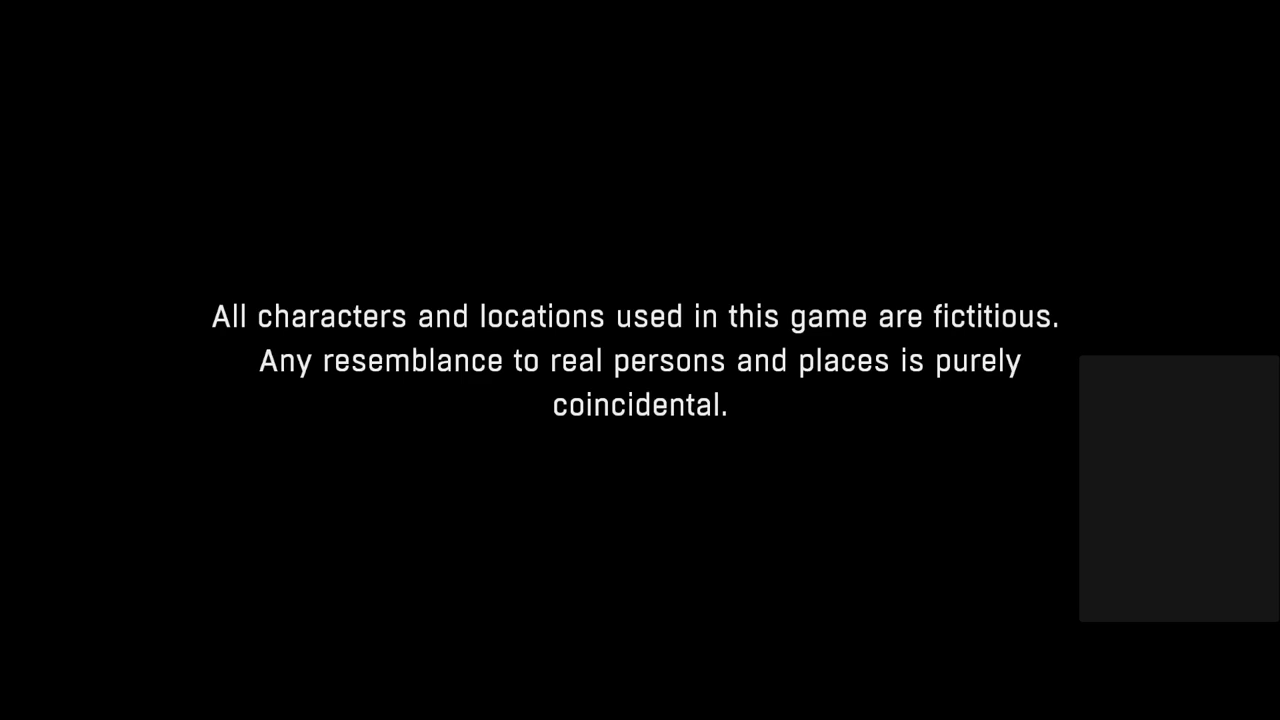 All characters and locations used in this game are fictitious.
Any resemblance to real persons and places is purely
coincidental.